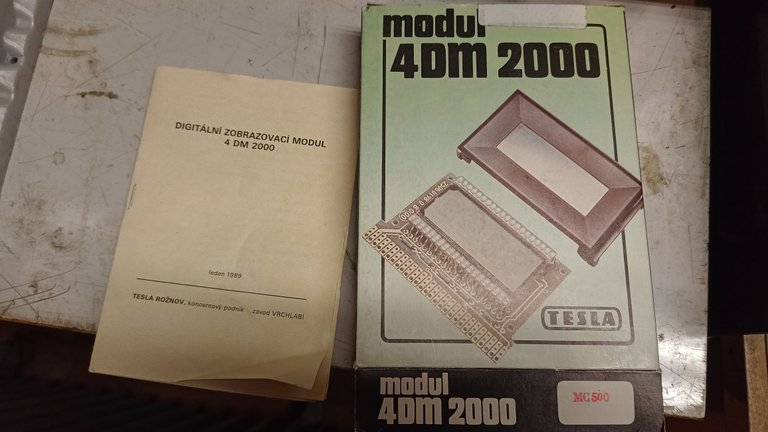 DIGITÁLNÍ ZOBRAZOVACÍ MODUL
4 DM 2000
leden 1989
TESLA ROŽNOV, koncernový podnik závod VRCHLABÍ
modul
4DM 2000
TESLA
modul
4DM 2000
MC500